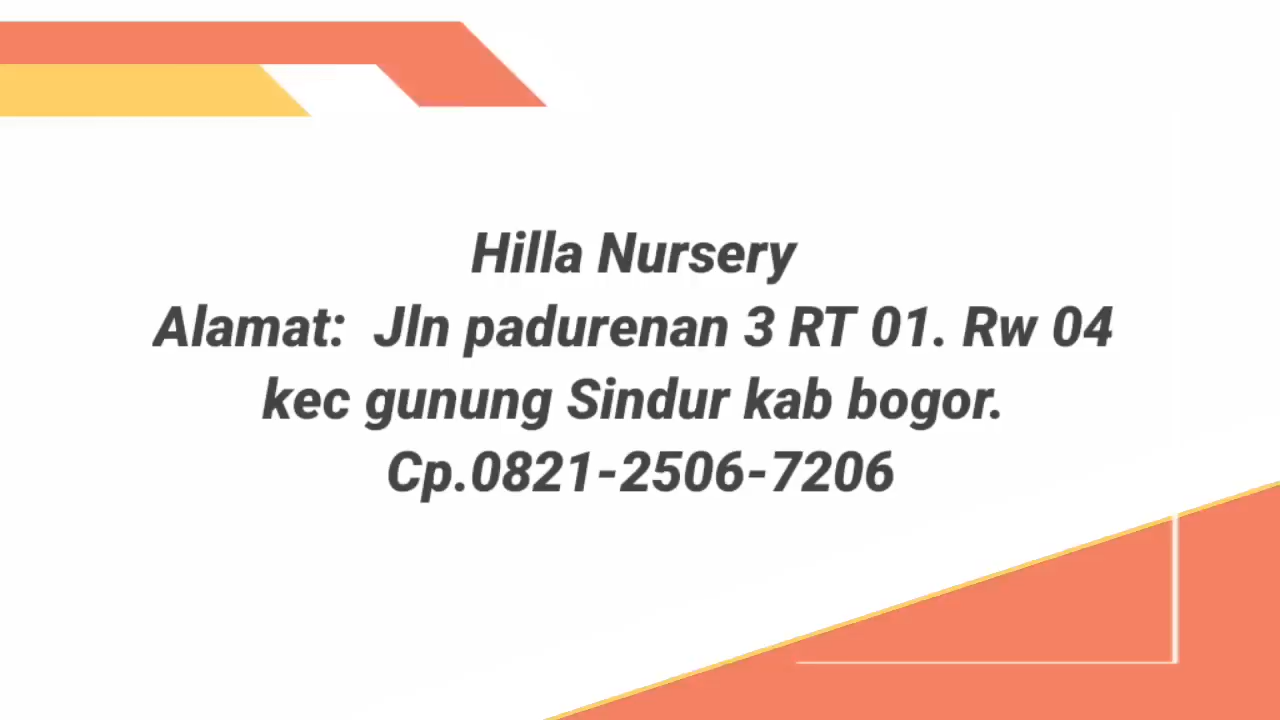 Hilla Nursery
Alamat:  Jln padurenan 3 RT 01. Rw 04
kec gunung Sindur kab bogor.
Cp.0821-2506-7206